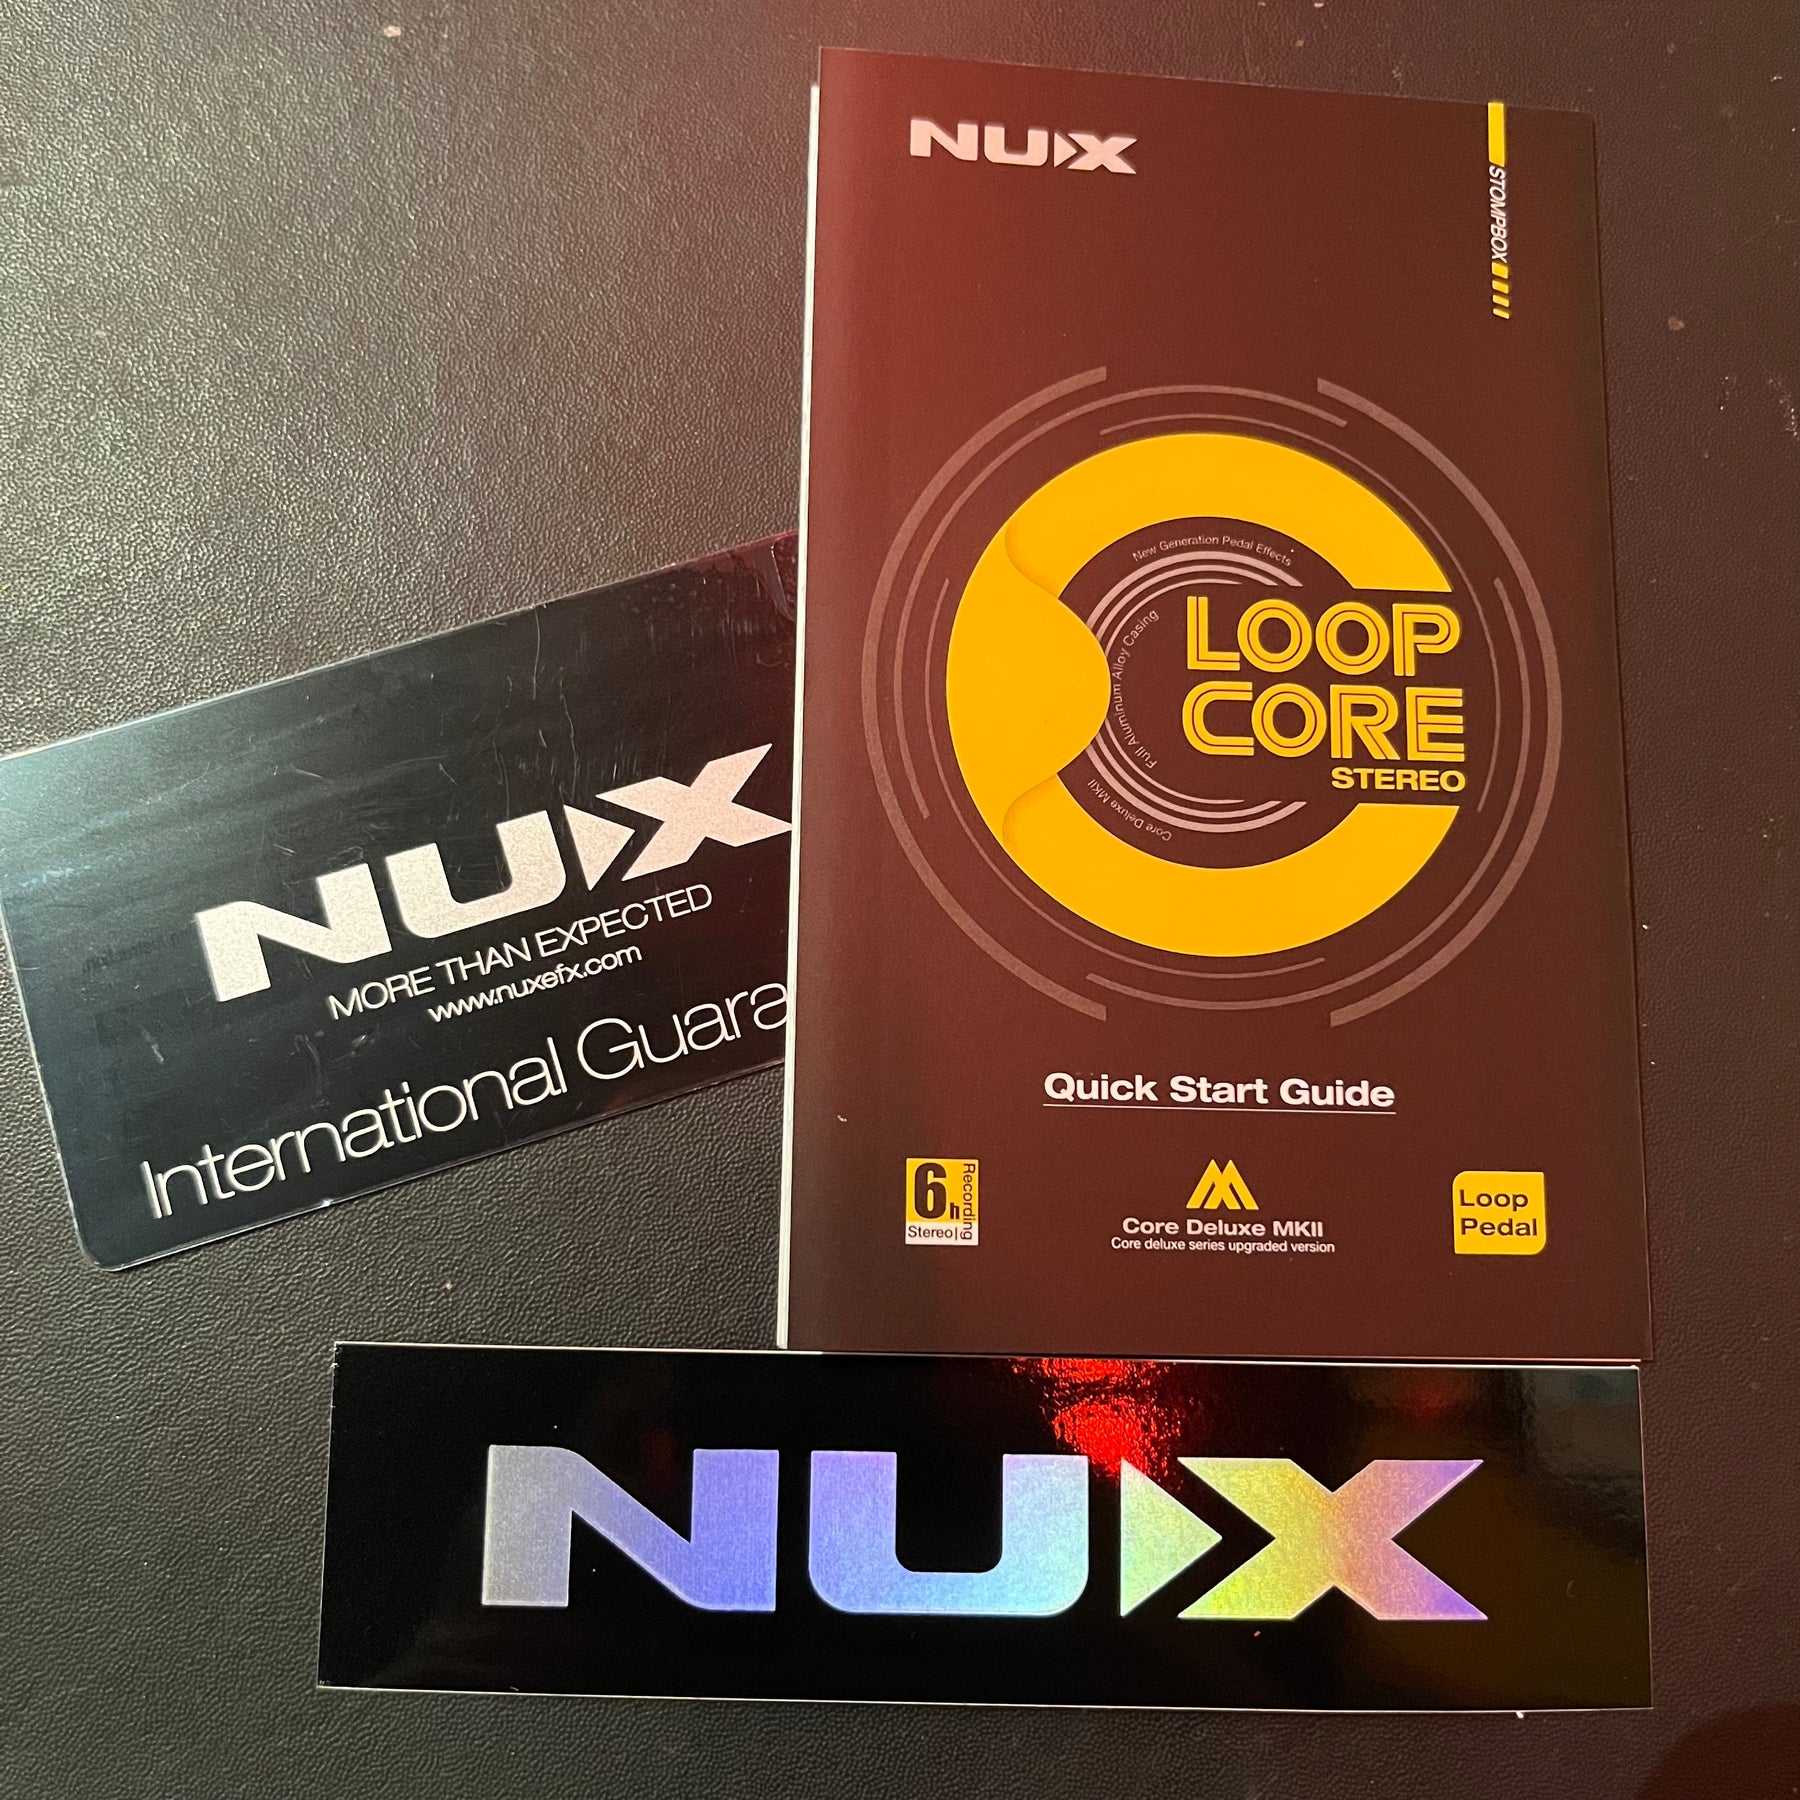 NUX
STOMPBOX
New Generation Pedal Effects
Full Aluminum Alloy Casing
Core Deluxe MKII
LOOP
CORE
STEREO
Quick Start Guide
6h
Recording
Stereo
Core Deluxe MKII
Core deluxe series upgraded version
Loop
Pedal
NUX
MORE THAN EXPECTED
www.nuxefx.com
International Guara
NUX